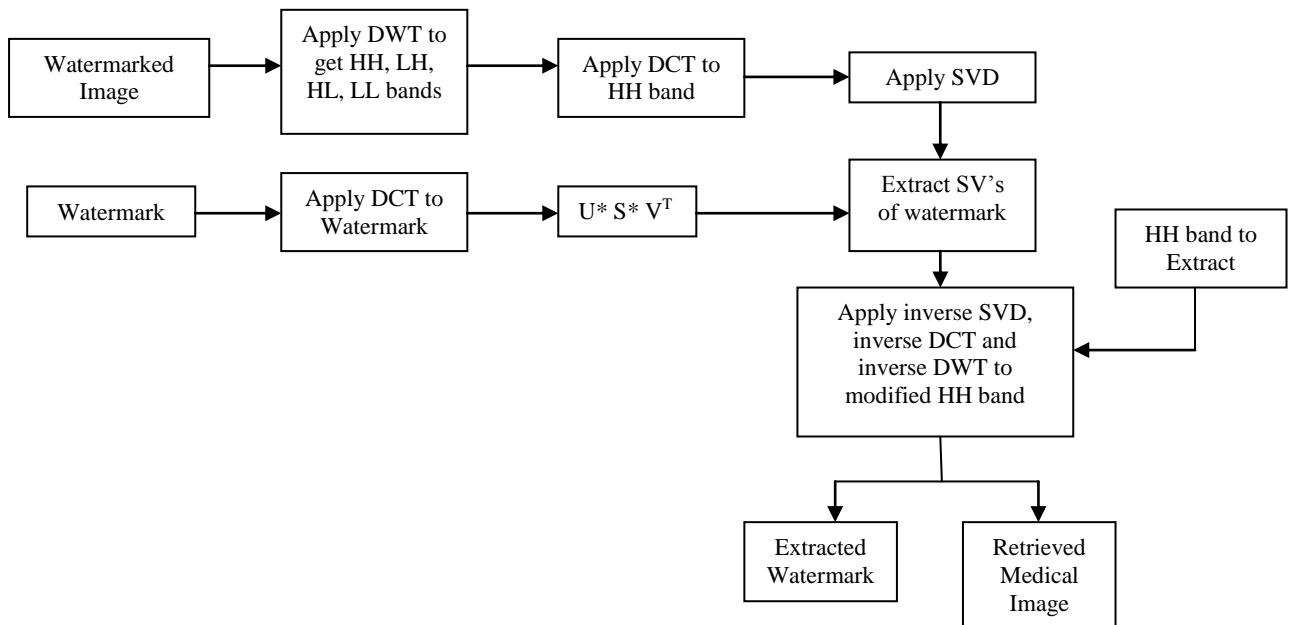 Watermarked
Image
Apply DWT to
get HH, LH,
HL, LL bands
Apply DCT to
HH band
Apply SVD
Watermark
Apply DCT to
Watermark
U* S* Vᵀ
Extract SV’s
of watermark
HH band to
Extract
Apply inverse SVD,
inverse DCT and
inverse DWT to
modified HH band
Extracted
Watermark
Retrieved
Medical
Image